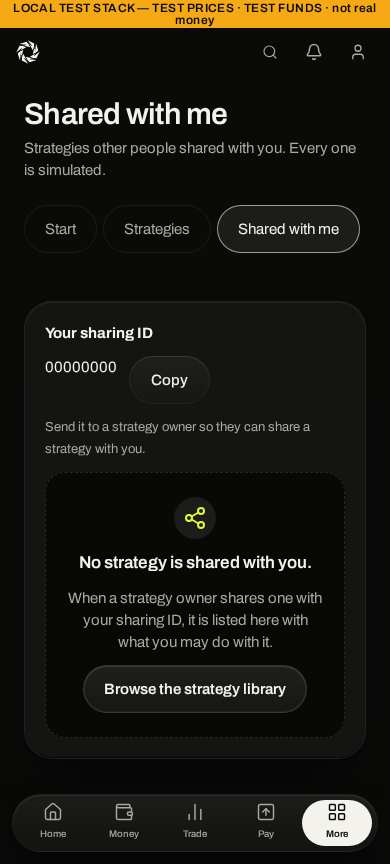 LOCAL TEST STACK — TEST PRICES · TEST FUNDS · not real
money
Shared with me
Strategies other people shared with you. Every one
is simulated.
Start
Strategies
Shared with me
Your sharing ID
00000000
Copy
Send it to a strategy owner so they can share a
strategy with you.
No strategy is shared with you.
When a strategy owner shares one with
your sharing ID, it is listed here with
what you may do with it.
Browse the strategy library
Home
Money
Trade
Pay
More